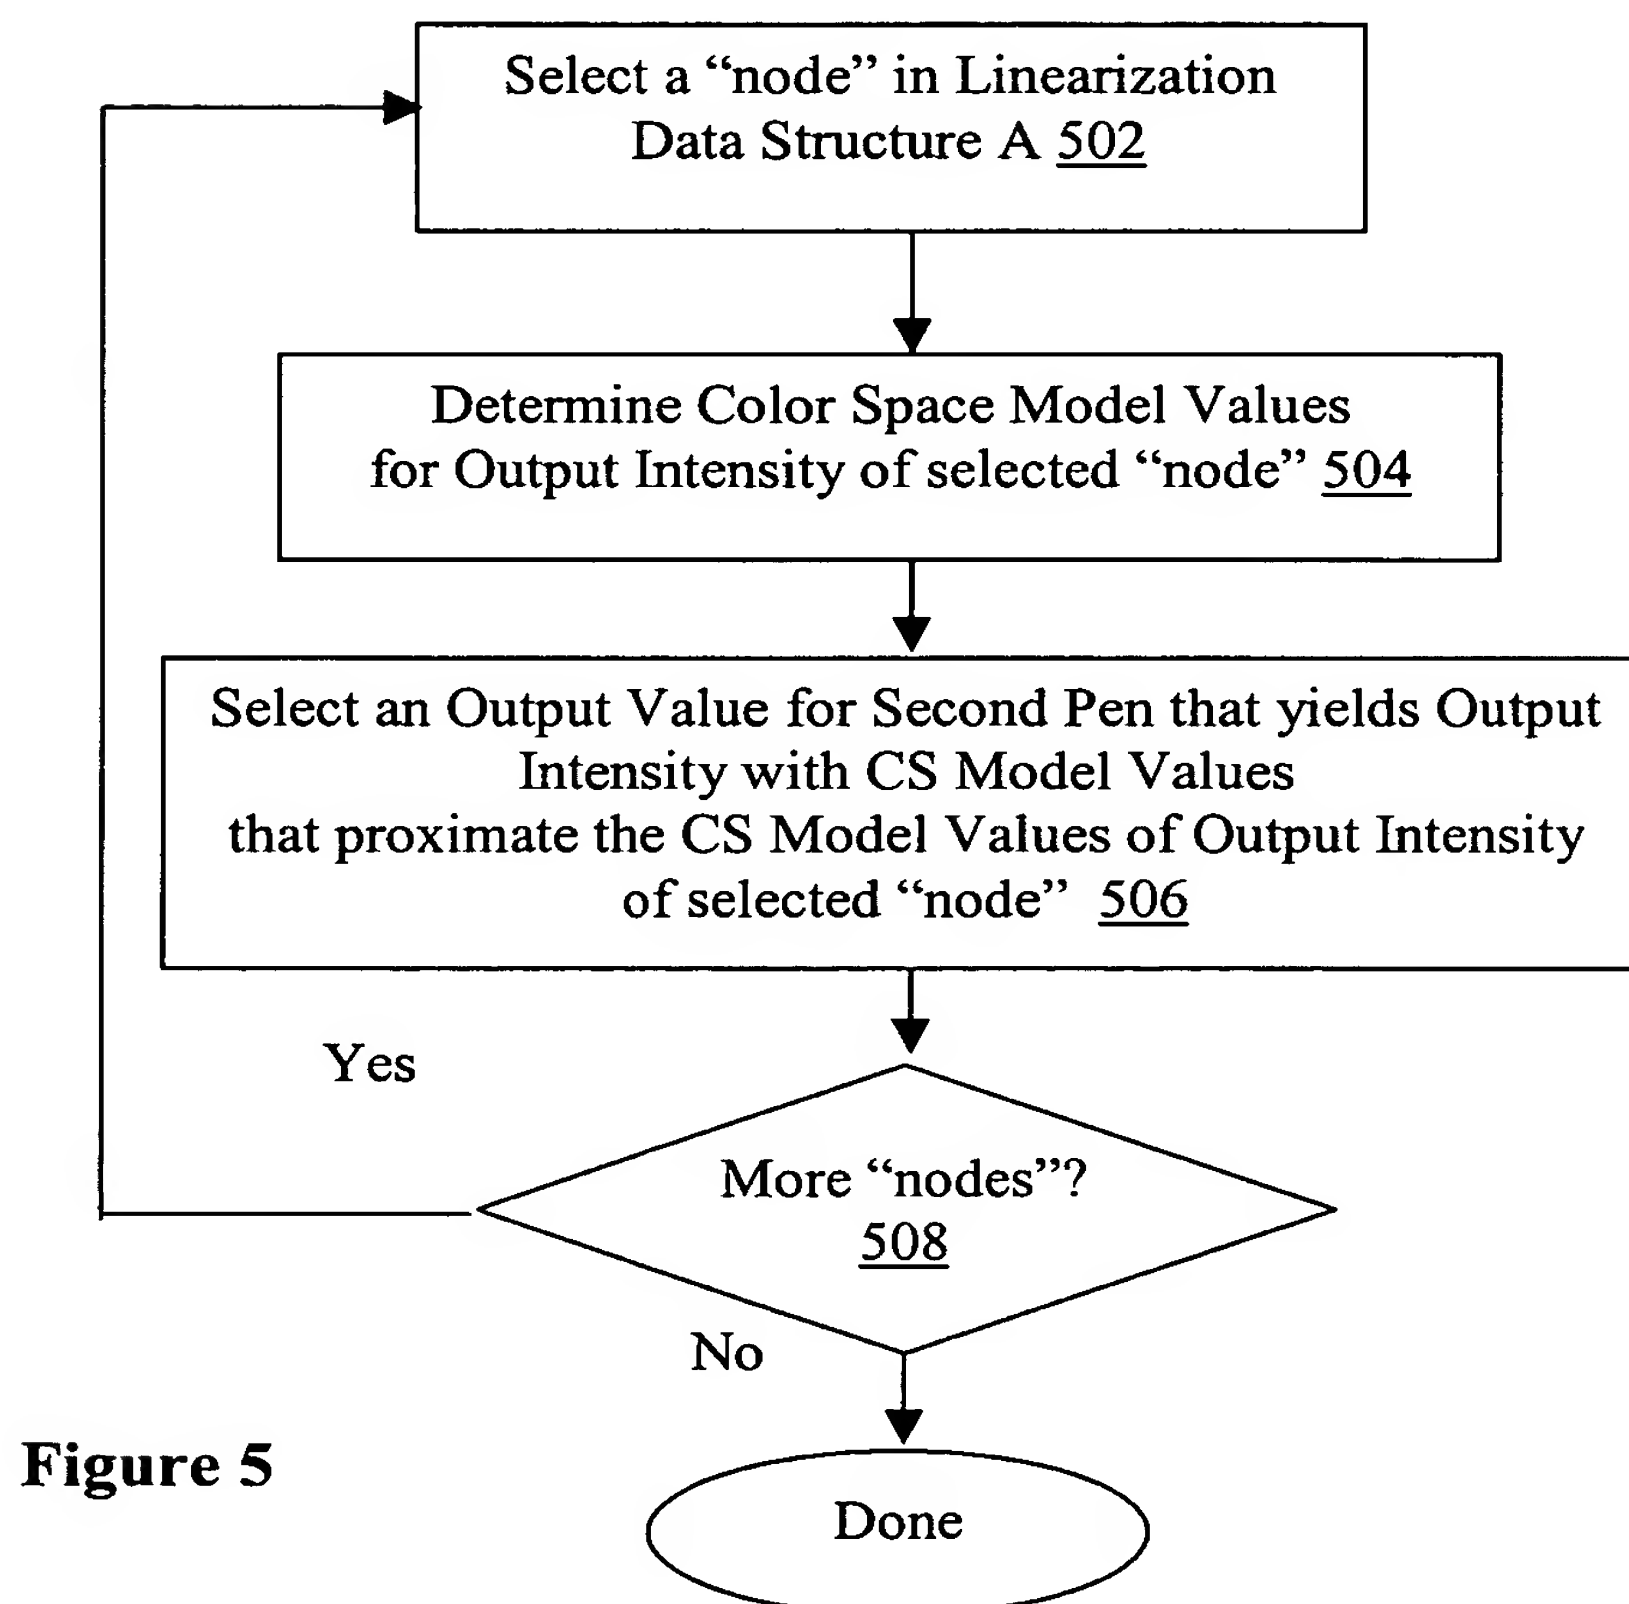 Select a “node” in Linearization
Data Structure A 502
Determine Color Space Model Values
for Output Intensity of selected “node” 504
Select an Output Value for Second Pen that yields Output
Intensity with CS Model Values
that proximate the CS Model Values of Output Intensity
of selected “node” 506
Yes
More “nodes”?
508
No
Figure 5
Done